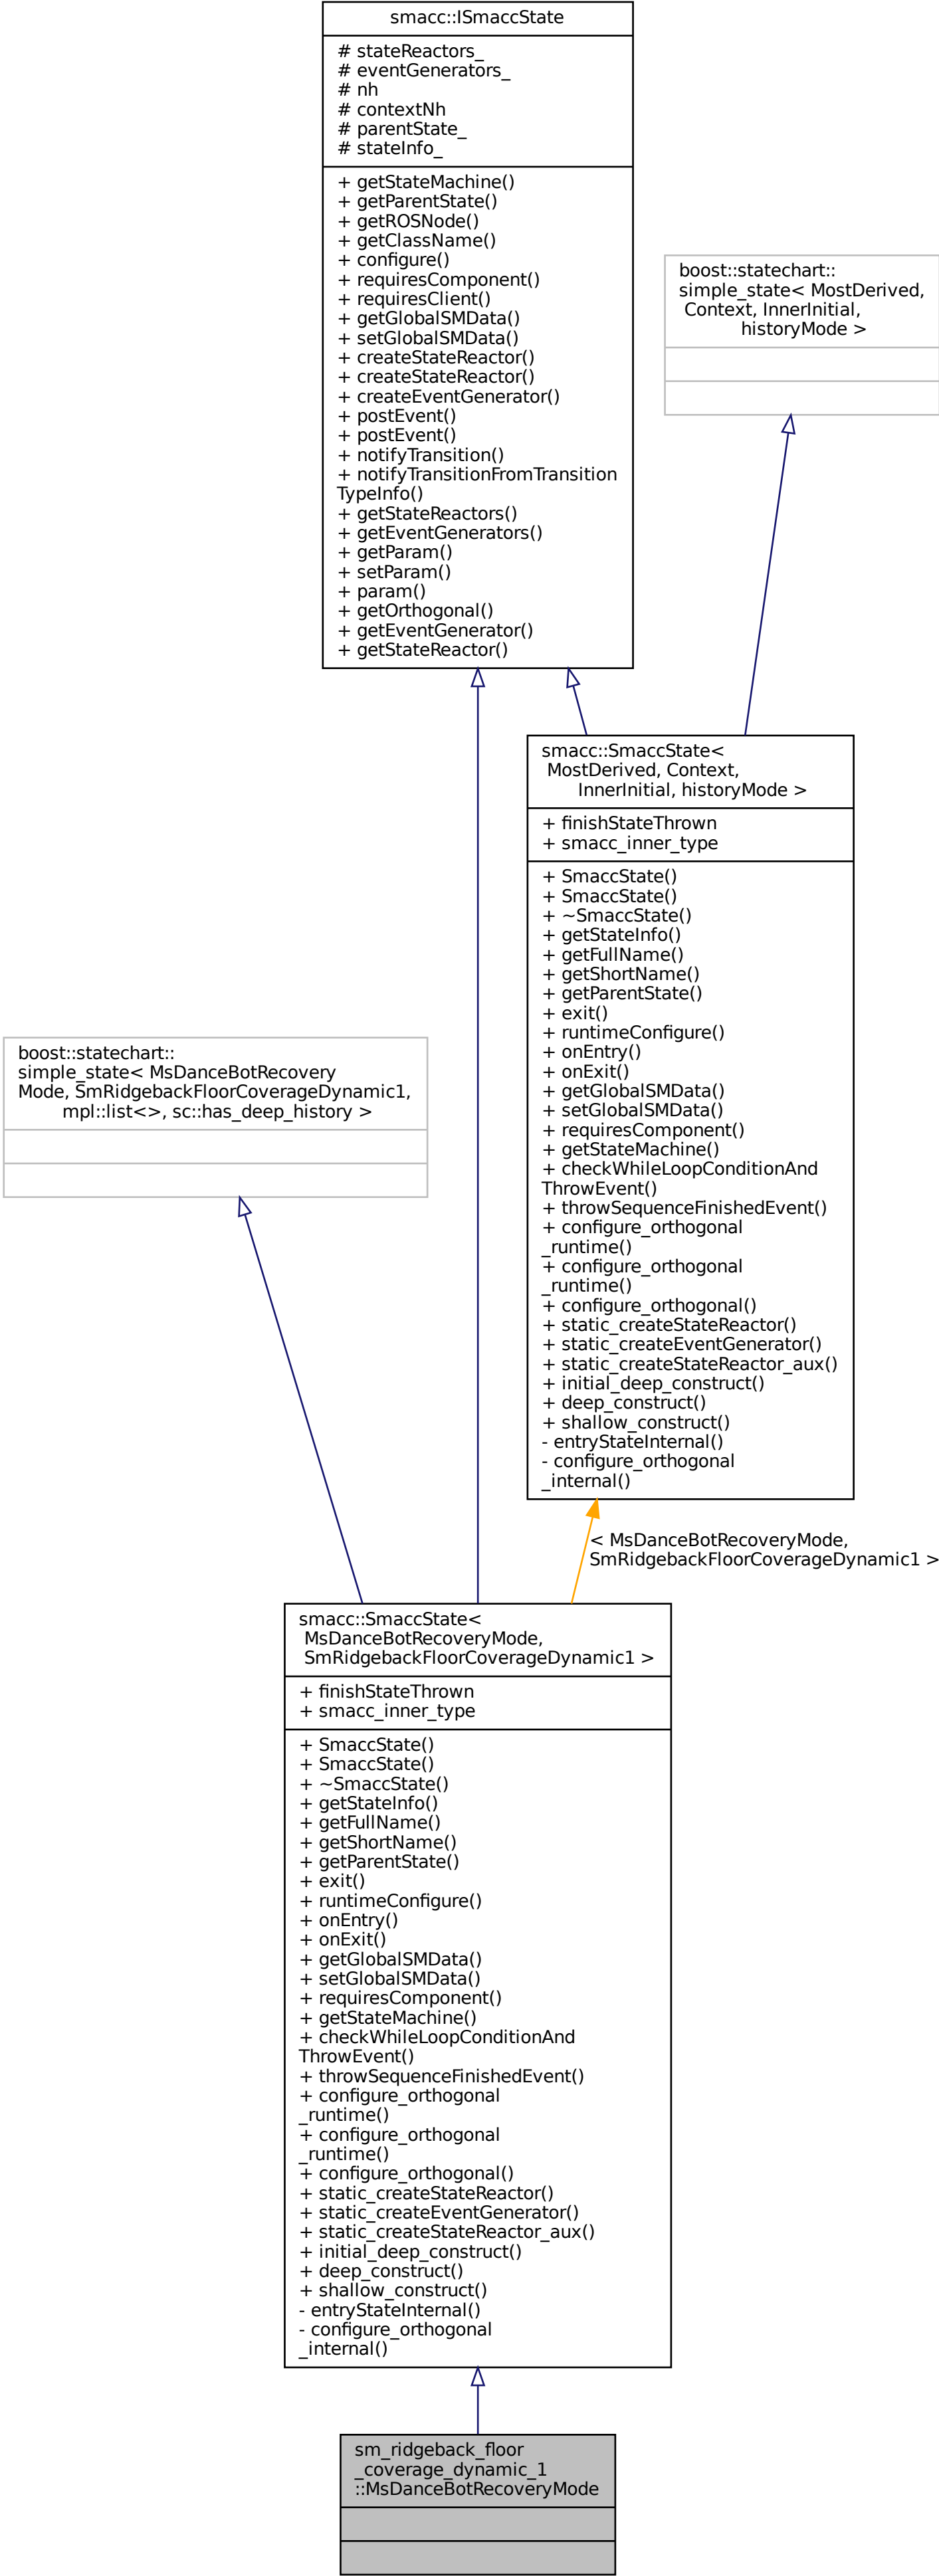 smacc::ISmaccState
# stateReactors_
# eventGenerators_
# nh
# contextNh
# parentState_
# stateInfo_
+ getStateMachine()
+ getParentState()
+ getROSNode()
+ getClassName()
+ configure()
+ requiresComponent()
+ requiresClient()
+ getGlobalSMData()
+ setGlobalSMData()
+ createStateReactor()
+ createStateReactor()
+ createEventGenerator()
+ postEvent()
+ postEvent()
+ notifyTransition()
+ notifyTransitionFromTransition
TypeInfo()
+ getStateReactors()
+ getEventGenerators()
+ getParam()
+ setParam()
+ param()
+ getOrthogonal()
+ getEventGenerator()
+ getStateReactor()
boost::statechart::
simple_state< MostDerived,
Context, InnerInitial,
historyMode >
smacc::SmaccState<
MostDerived, Context,
InnerInitial, historyMode >
+ finishStateThrown
+ smacc_inner_type
+ SmaccState()
+ SmaccState()
+ ~SmaccState()
+ getStateInfo()
+ getFullName()
+ getShortName()
+ getParentState()
+ exit()
+ runtimeConfigure()
+ onEntry()
+ onExit()
+ getGlobalSMData()
+ setGlobalSMData()
+ requiresComponent()
+ getStateMachine()
+ checkWhileLoopConditionAnd
ThrowEvent()
+ throwSequenceFinishedEvent()
+ configure_orthogonal
_runtime()
+ configure_orthogonal
_runtime()
+ configure_orthogonal()
+ static_createStateReactor()
+ static_createEventGenerator()
+ static_createStateReactor_aux()
+ initial_deep_construct()
+ deep_construct()
+ shallow_construct()
- entryStateInternal()
- configure_orthogonal
_internal()
boost::statechart::
simple_state< MsDanceBotRecovery
Mode, SmRidgebackFloorCoverageDynamic1,
mpl::list<>, sc::has_deep_history >
< MsDanceBotRecoveryMode,
SmRidgebackFloorCoverageDynamic1 >
smacc::SmaccState<
MsDanceBotRecoveryMode,
SmRidgebackFloorCoverageDynamic1 >
+ finishStateThrown
+ smacc_inner_type
+ SmaccState()
+ SmaccState()
+ ~SmaccState()
+ getStateInfo()
+ getFullName()
+ getShortName()
+ getParentState()
+ exit()
+ runtimeConfigure()
+ onEntry()
+ onExit()
+ getGlobalSMData()
+ setGlobalSMData()
+ requiresComponent()
+ getStateMachine()
+ checkWhileLoopConditionAnd
ThrowEvent()
+ throwSequenceFinishedEvent()
+ configure_orthogonal
_runtime()
+ configure_orthogonal
_runtime()
+ configure_orthogonal()
+ static_createStateReactor()
+ static_createEventGenerator()
+ static_createStateReactor_aux()
+ initial_deep_construct()
+ deep_construct()
+ shallow_construct()
- entryStateInternal()
- configure_orthogonal
_internal()
sm_ridgeback_floor
_coverage_dynamic_1
::MsDanceBotRecoveryMode